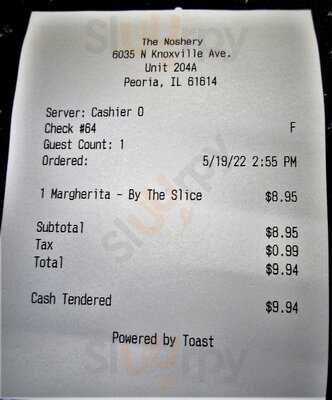 The Noshery
6035 N Knoxville Ave.
Unit 204A
Peoria, IL 61614
Server: Cashier 0
Check #64 F
Guest Count: 1
Ordered: 5/19/22 2:55 PM
1 Margherita - By The Slice $8.95
Subtotal $8.95
Tax $0.99
Total $9.94
Cash Tendered $9.94
Powered by Toast